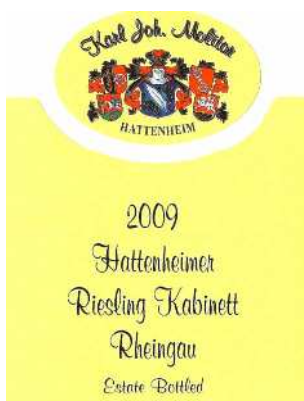 Karl Joh. Molitor
HATTENHEIM
2009
Hattenheimer
Riesling Kabinett
Rheingau
Estate Bottled